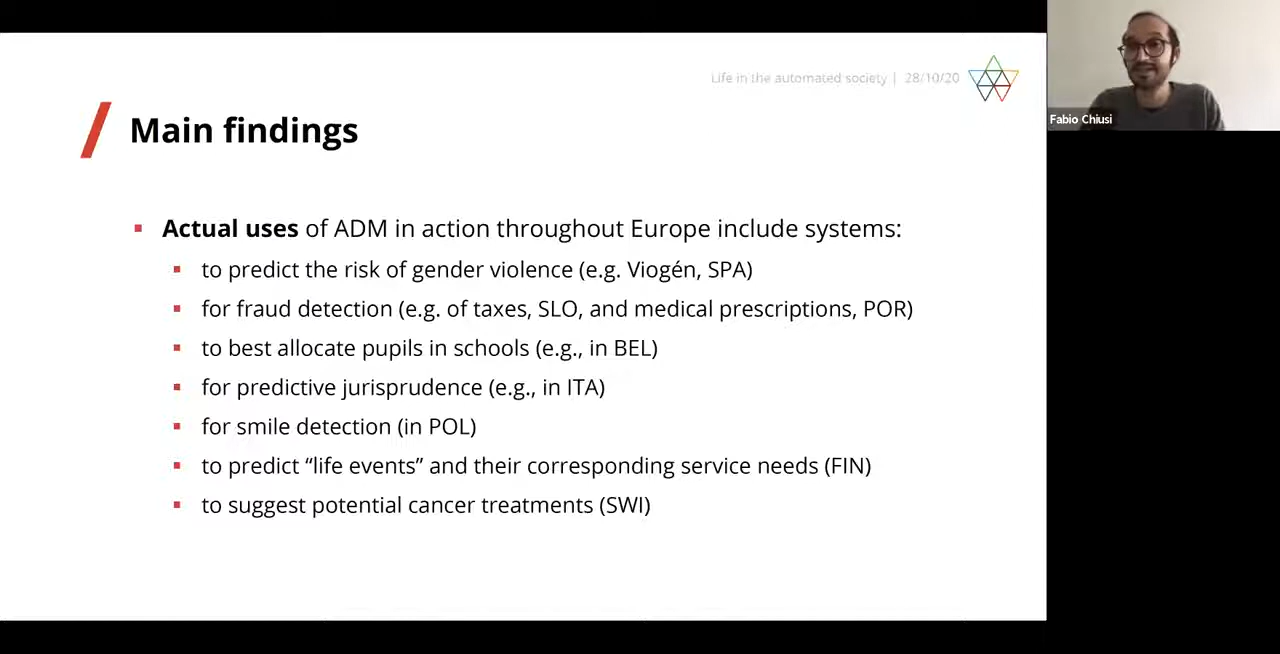 Life in the automated society | 28/10/20
Main findings
Actual uses of ADM in action throughout Europe include systems:
to predict the risk of gender violence (e.g. Viogén, SPA)
for fraud detection (e.g. of taxes, SLO, and medical prescriptions, POR)
to best allocate pupils in schools (e.g., in BEL)
for predictive jurisprudence (e.g., in ITA)
for smile detection (in POL)
to predict “life events” and their corresponding service needs (FIN)
to suggest potential cancer treatments (SWI)
Fabio Chiusi